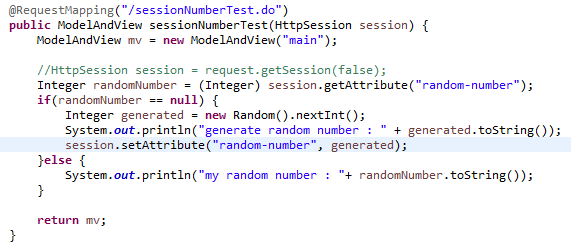 @RequestMapping("/sessionNumberTest.do")
public ModelAndView sessionNumberTest(HttpSession session) {
    ModelAndView mv = new ModelAndView("main");

    //HttpSession session = request.getSession(false);
    Integer randomNumber = (Integer) session.getAttribute("random-number");
    if(randomNumber == null) {
        Integer generated = new Random().nextInt();
        System.out.println("generate random number : " + generated.toString());
        session.setAttribute("random-number", generated);
    }else {
        System.out.println("my random number : "+ randomNumber.toString());
    }

    return mv;
}